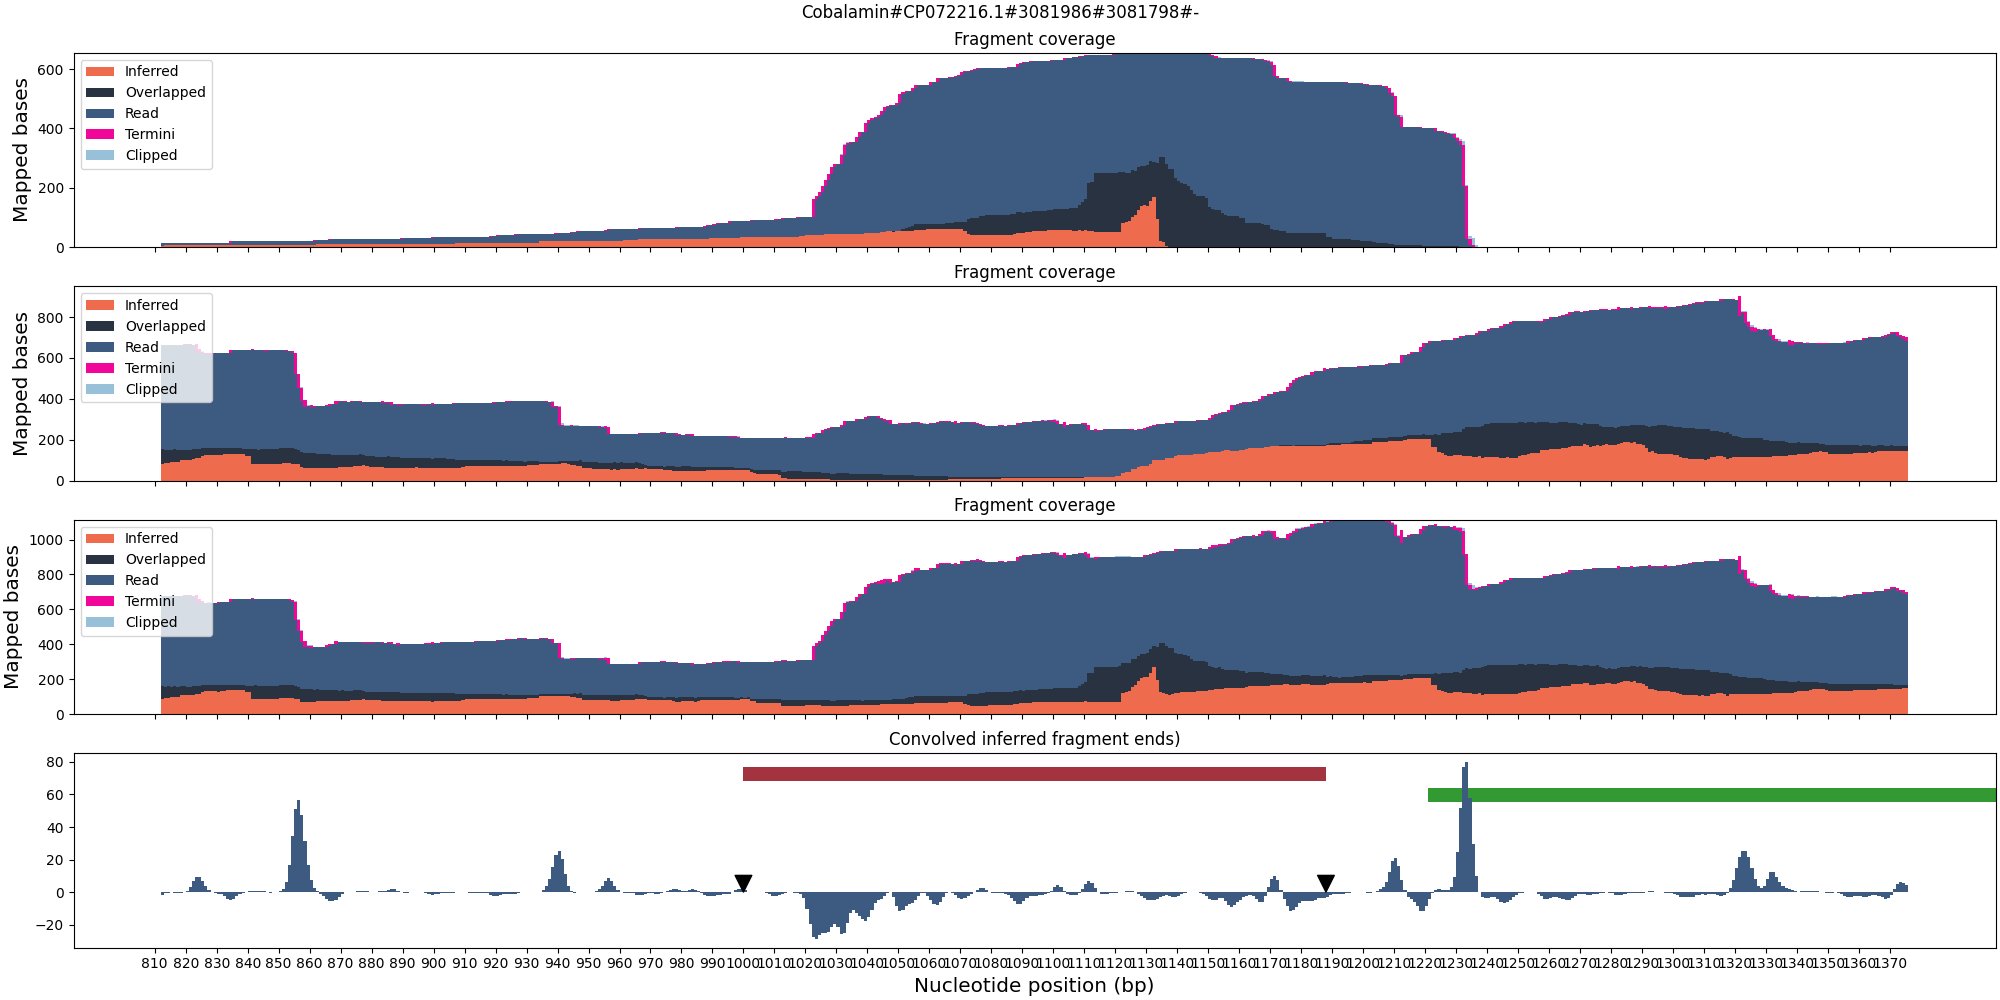 Cobalamin#CP072216.1#3081986#3081798#-
Fragment coverage
Mapped bases
600
400
200
0
Inferred
Overlapped
Read
Termini
Clipped
Fragment coverage
Mapped bases
800
600
400
200
0
Inferred
Overlapped
Read
Termini
Clipped
Fragment coverage
Mapped bases
1000
800
600
400
200
0
Inferred
Overlapped
Read
Termini
Clipped
Convolved inferred fragment ends)
80
60
40
20
0
−20
810 820 830 840 850 860 870 880 890 900 910 920 930 940 950 960 970 980 990 1000 1010 1020 1030 1040 1050 1060 1070 1080 1090 1100 1110 1120 1130 1140 1150 1160 1170 1180 1190 1200 1210 1220 1230 1240 1250 1260 1270 1280 1290 1300 1310 1320 1330 1340 1350 1360 1370
Nucleotide position (bp)